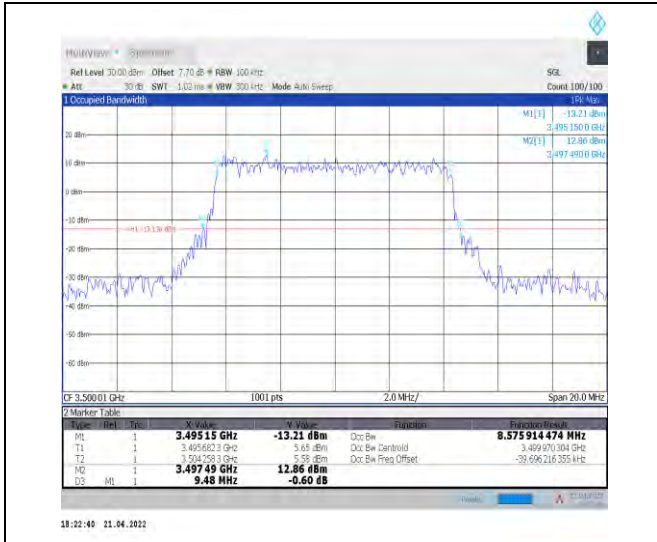 MultiView Spectrum
Ref Level 30.00 dBm Offset 7.70 dB RBW 100 kHz SGL
Att 30 dB SWT 1.02 ms VBW 300 kHz Mode Auto Sweep Count 100/100
1 Occupied Bandwidth 1Pk Max
M1[1] -13.21 dBm
3.495 150 0 GHz
M2[1] 12.86 dBm
3.497 490 0 GHz
20 dBm
10 dBm
0 dBm
-10 dBm
H1 -13.136 dBm
-20 dBm
-30 dBm
-40 dBm
-50 dBm
-60 dBm
CF 3.500 01 GHz 1001 pts 2.0 MHz/ Span 20.0 MHz
2 Marker Table
Type Ref Trc X-Value Y-Value Function Function Result
M1 1 3.495 15 GHz -13.21 dBm Occ Bw 8.575 914 474 MHz
T1 1 3.495 682 3 GHz 5.65 dBm Occ Bw Centroid 3.499 970 304 GHz
T2 1 3.504 258 3 GHz 5.58 dBm Occ Bw Freq Offset -39.696 216 355 kHz
M2 1 3.497 49 GHz 12.86 dBm
D3 M1 1 9.48 MHz -0.60 dB
18:22:40 21.04.2022